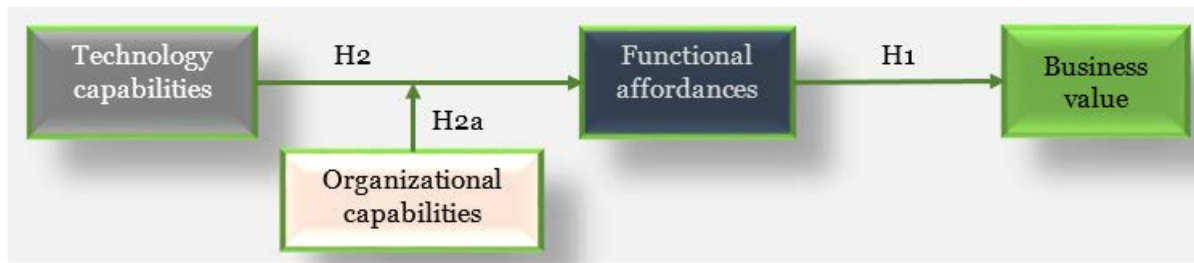 Technology
capabilities
H2
Functional
affordances
H1
Business
value
H2a
Organizational
capabilities